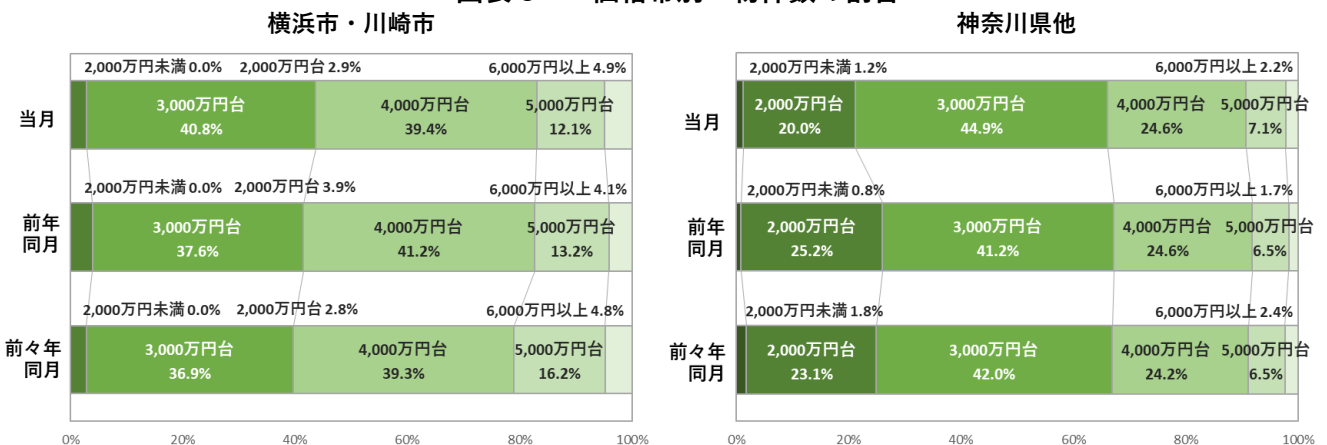 横浜市・川崎市
2,000万円未満 0.0% 2,000万円台 2.9% 6,000万円以上 4.9%
当月
3,000万円台 4,000万円台 5,000万円台
40.8% 39.4% 12.1%
2,000万円未満 0.0% 2,000万円台 3.9% 6,000万円以上 4.1%
前年
同月
3,000万円台 4,000万円台 5,000万円台
37.6% 41.2% 13.2%
2,000万円未満 0.0% 2,000万円台 2.8% 6,000万円以上 4.8%
前々年
同月
3,000万円台 4,000万円台 5,000万円台
36.9% 39.3% 16.2%
0% 20% 40% 60% 80% 100%
神奈川県他
2,000万円未満 1.2% 6,000万円以上 2.2%
当月
2,000万円台 3,000万円台 4,000万円台 5,000万円台
20.0% 44.9% 24.6% 7.1%
2,000万円未満 0.8% 6,000万円以上 1.7%
前年
同月
2,000万円台 3,000万円台 4,000万円台 5,000万円台
25.2% 41.2% 24.6% 6.5%
2,000万円未満 1.8% 6,000万円以上 2.4%
前々年
同月
2,000万円台 3,000万円台 4,000万円台 5,000万円台
23.1% 42.0% 24.2% 6.5%
0% 20% 40% 60% 80% 100%